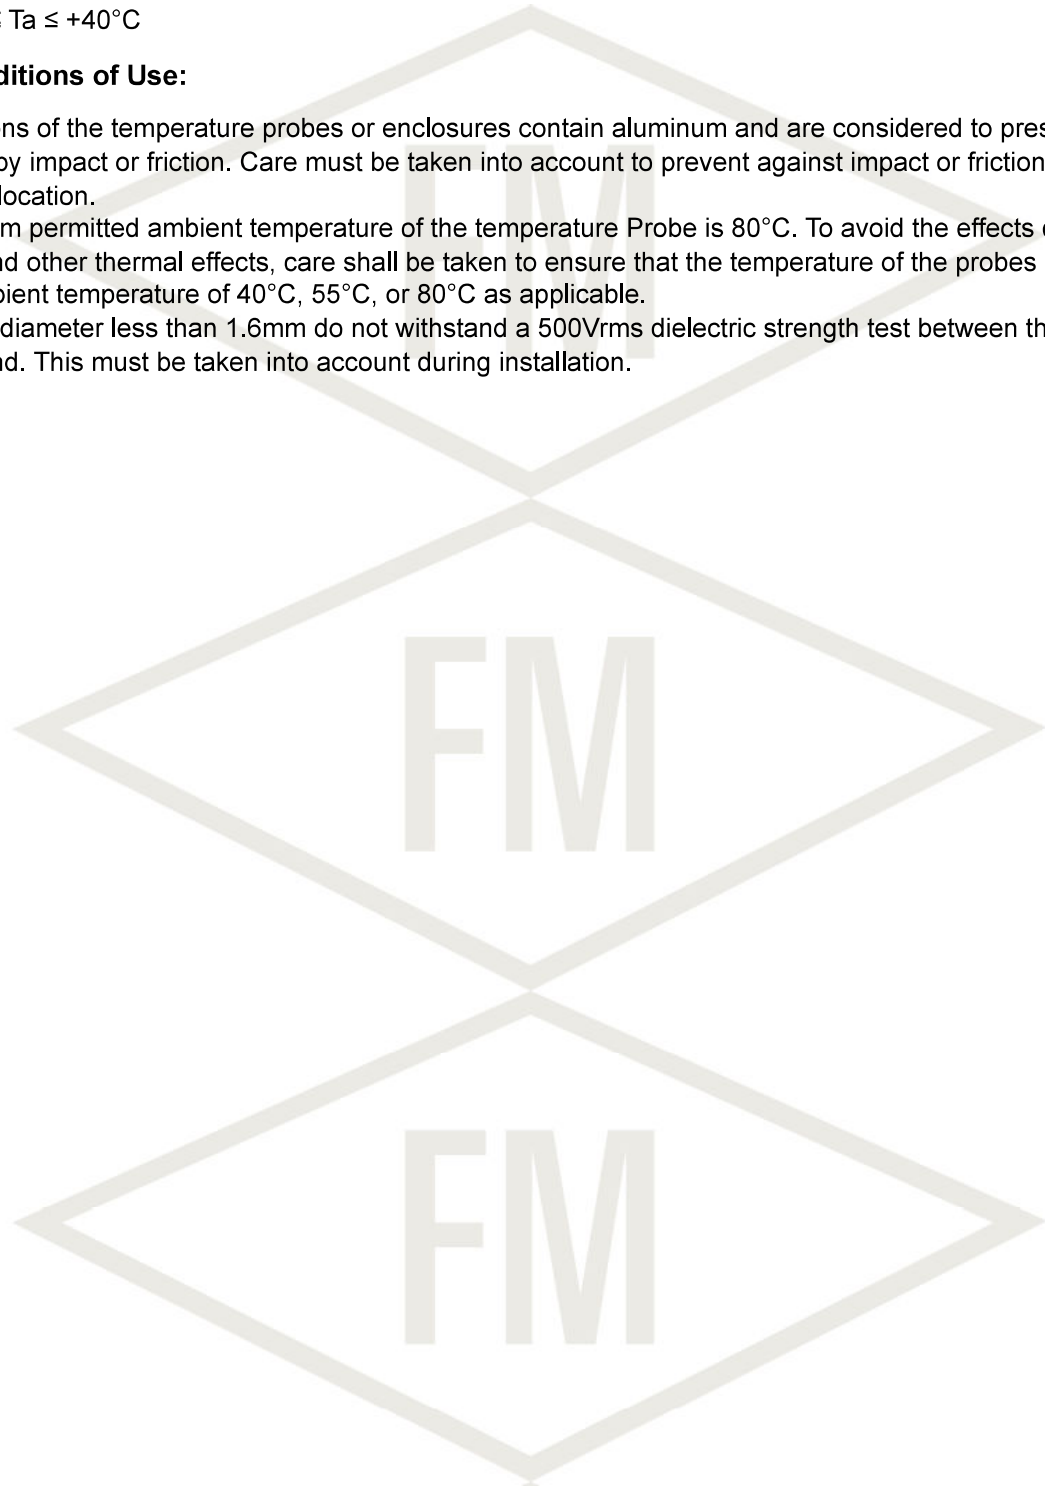 ≤ Ta ≤ +40°C
ditions of Use:
ns of the temperature probes or enclosures contain aluminum and are considered to pres
by impact or friction. Care must be taken into account to prevent against impact or friction
location.
m permitted ambient temperature of the temperature Probe is 80°C. To avoid the effects
nd other thermal effects, care shall be taken to ensure that the temperature of the probes
bient temperature of 40°C, 55°C, or 80°C as applicable.
diameter less than 1.6mm do not withstand a 500Vrms dielectric strength test between th
nd. This must be taken into account during installation.
FM
FM
FM